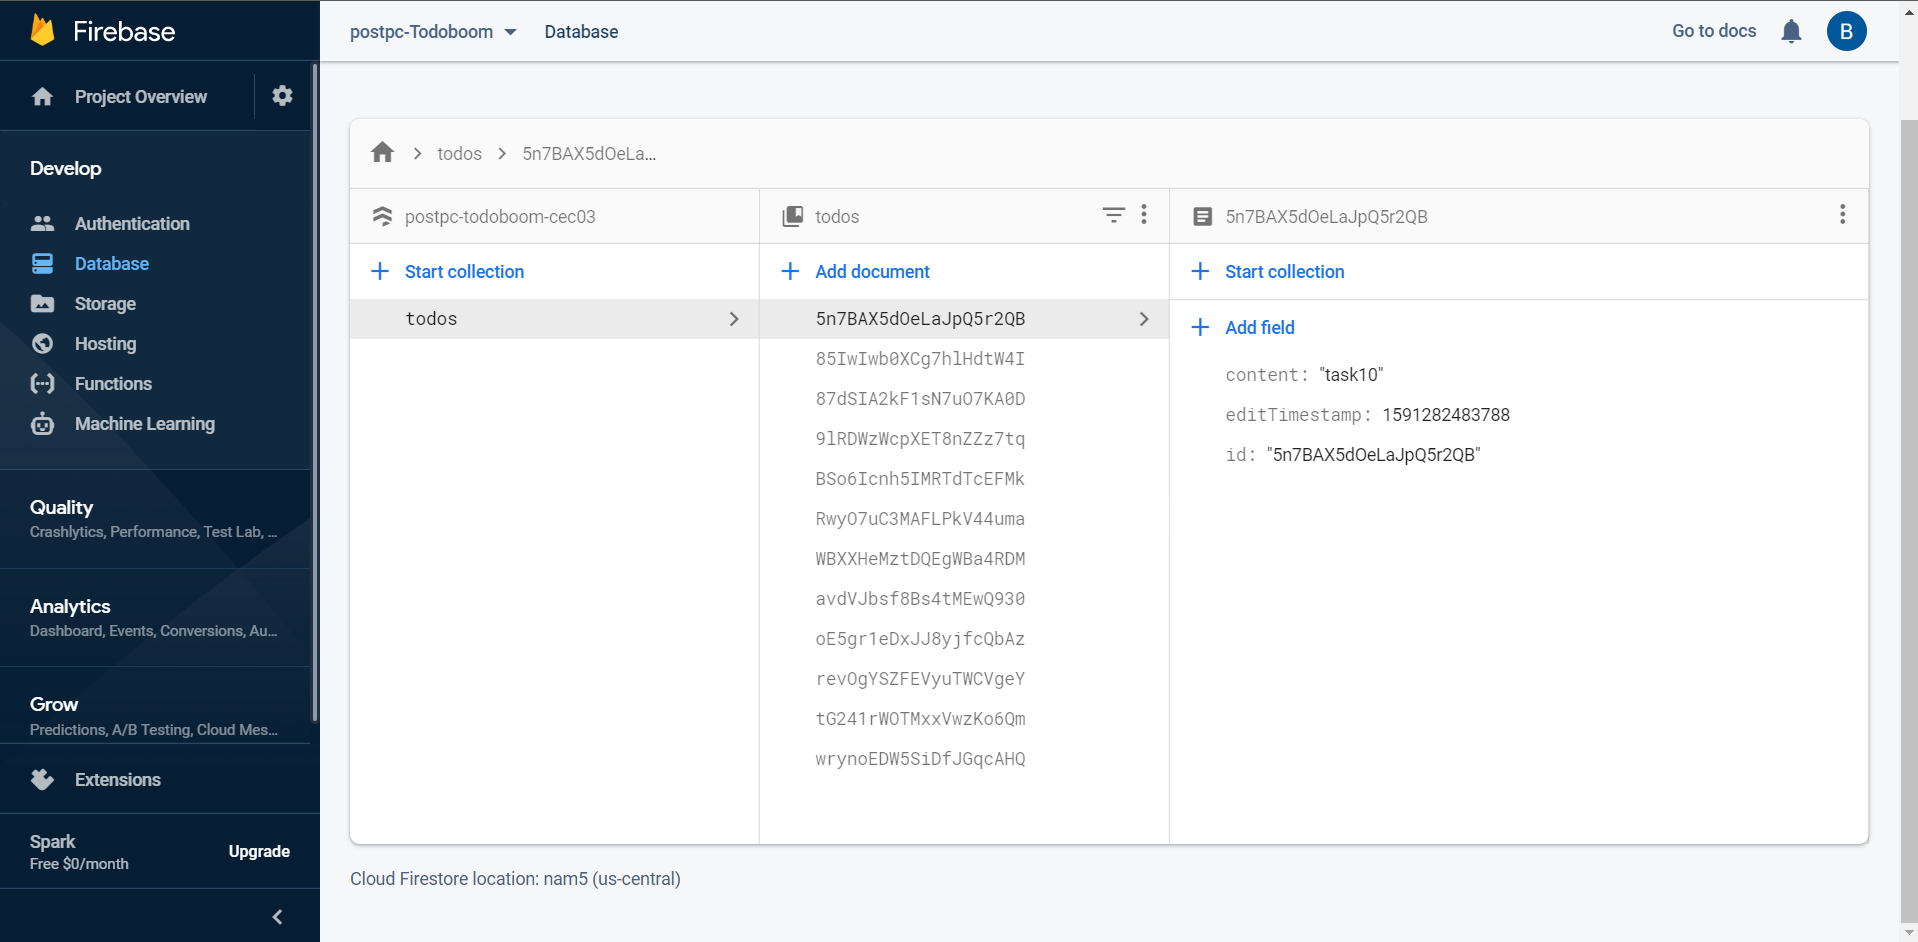 Firebase
Project Overview
Develop
Authentication
Database
Storage
Hosting
Functions
Machine Learning
Quality
Crashlytics, Performance, Test Lab, ...
Analytics
Dashboard, Events, Conversions, Au...
Grow
Predictions, A/B Testing, Cloud Mes...
Extensions
Spark
Free $0/month
Upgrade
postpc-Todoboom Database
Go to docs B
todos 5n7BAX5dOeLa...
postpc-todoboom-cec03
Start collection
todos
todos
Add document
5n7BAX5dOeLaJpQ5r2QB
85IwIwb0XCg7hlHdtW4I
87dSIA2kF1sN7uO7KA0D
9lRDWzWcpXET8nZZz7tq
BSo6Icnh5IMRTdTcEFMk
RwyO7uC3MAFLPkV44uma
WBXXHeMztDQEgWBa4RDM
avdVJbsf8Bs4tMEwQ930
oE5gr1eDxJJ8yjfcQbAz
revOgYSZFEVyuTWCVgeY
tG241rWOTMxxVwzKo6Qm
wrynoEDW5SiDfJGqcAHQ
5n7BAX5dOeLaJpQ5r2QB
Start collection
Add field
content: "task10"
editTimestamp: 1591282483788
id: "5n7BAX5dOeLaJpQ5r2QB"
Cloud Firestore location: nam5 (us-central)